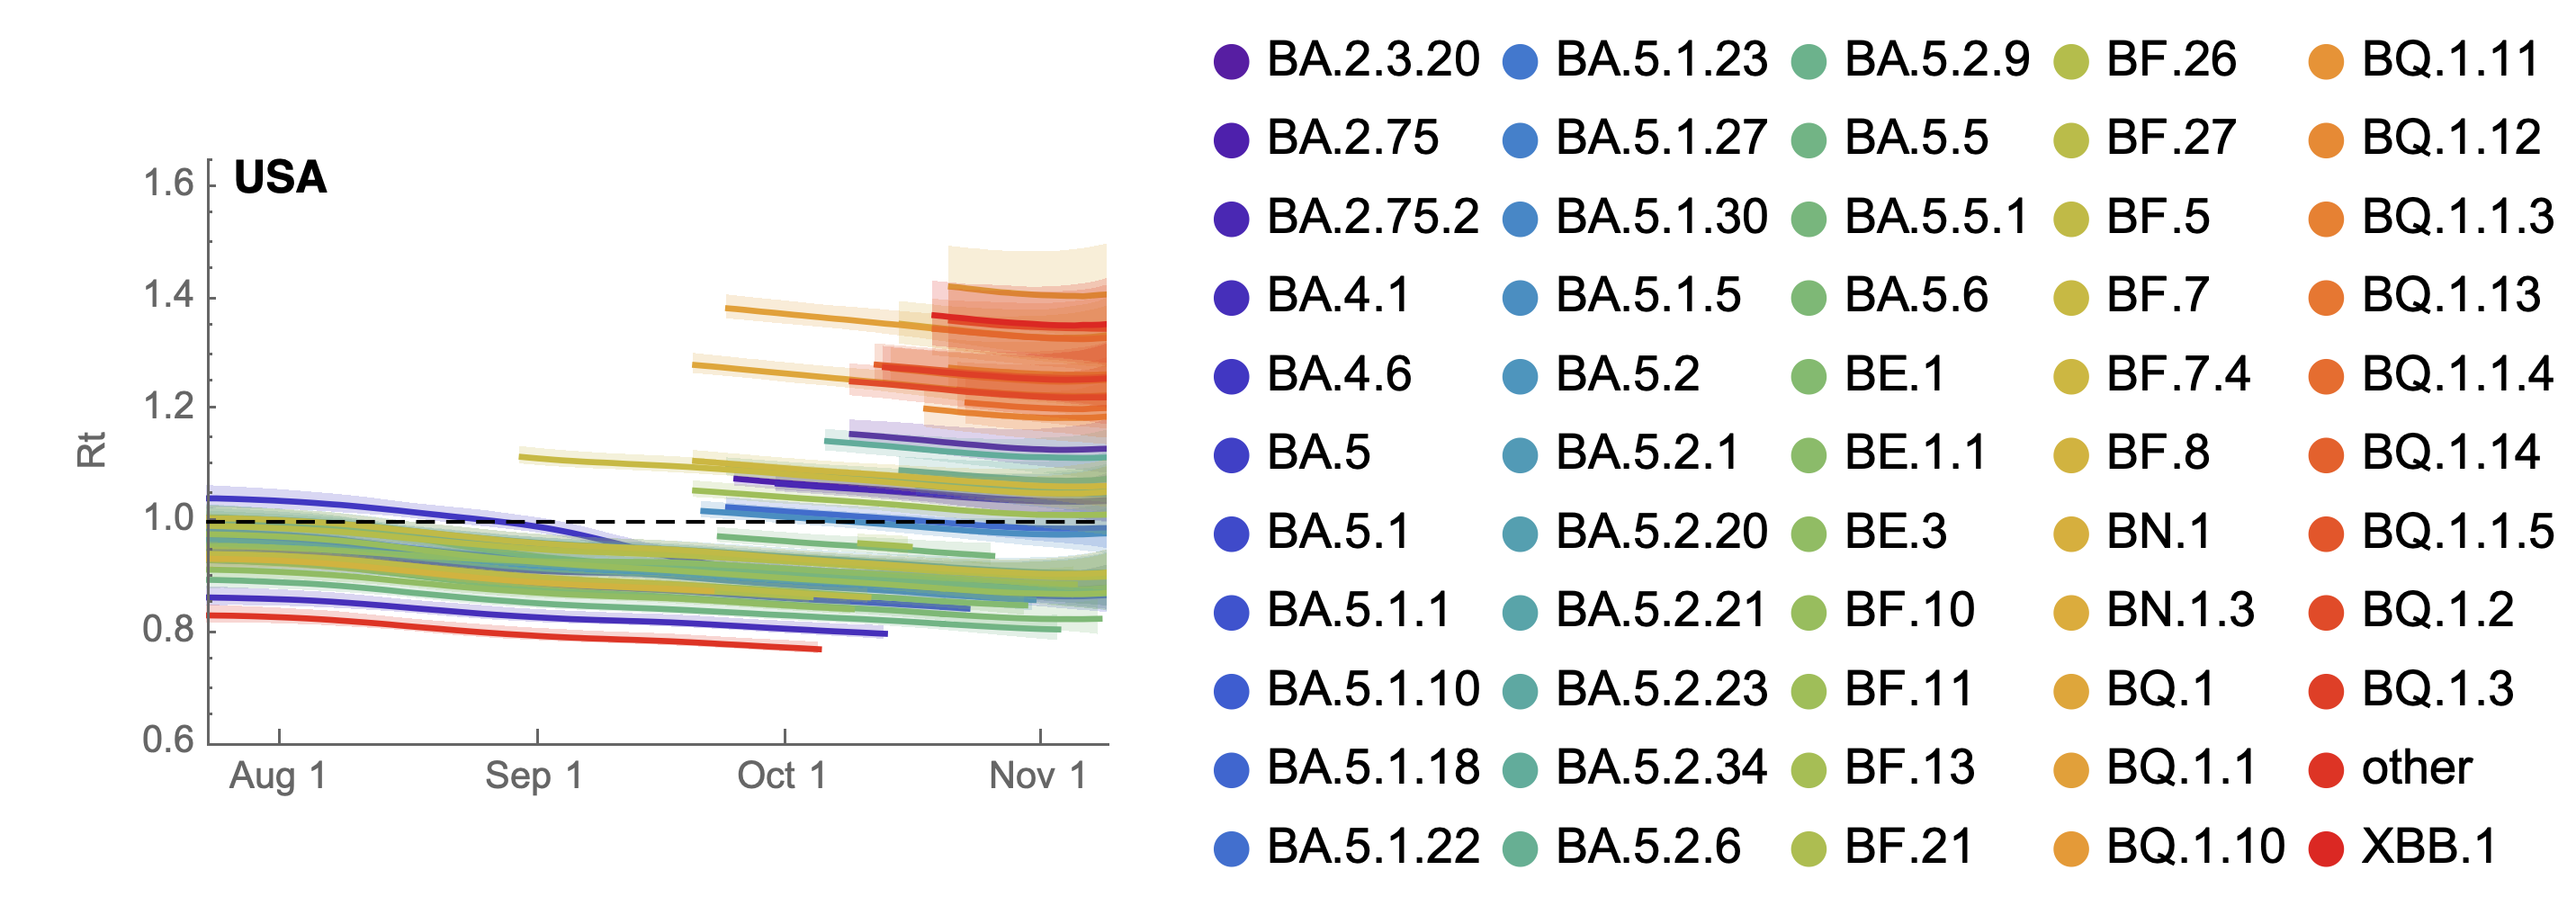 USA
1.6
1.4
1.2
1.0
0.8
0.6
Rt
Aug 1 Sep 1 Oct 1 Nov 1
BA.2.3.20 BA.5.1.23 BA.5.2.9 BF.26 BQ.1.11
BA.2.75 BA.5.1.27 BA.5.5 BF.27 BQ.1.12
BA.2.75.2 BA.5.1.30 BA.5.5.1 BF.5 BQ.1.1.3
BA.4.1 BA.5.1.5 BA.5.6 BF.7 BQ.1.13
BA.4.6 BA.5.2 BE.1 BF.7.4 BQ.1.1.4
BA.5 BA.5.2.1 BE.1.1 BF.8 BQ.1.14
BA.5.1 BA.5.2.20 BE.3 BN.1 BQ.1.1.5
BA.5.1.1 BA.5.2.21 BF.10 BN.1.3 BQ.1.2
BA.5.1.10 BA.5.2.23 BF.11 BQ.1 BQ.1.3
BA.5.1.18 BA.5.2.34 BF.13 BQ.1.1 other
BA.5.1.22 BA.5.2.6 BF.21 BQ.1.10 XBB.1